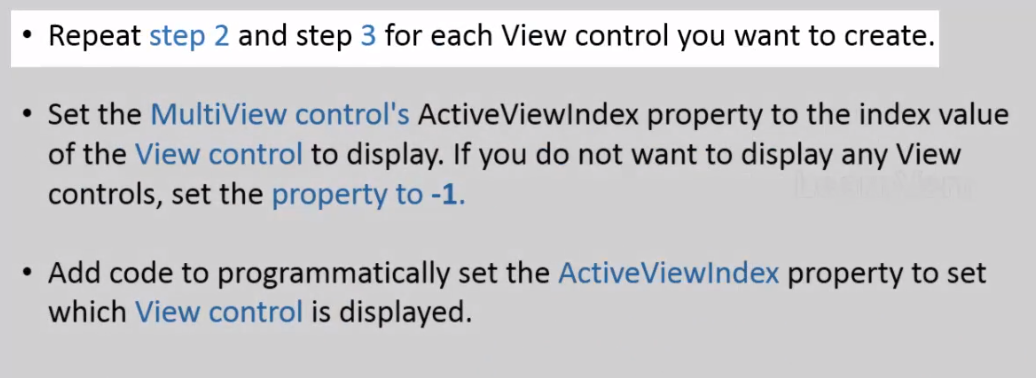 • Repeat step 2 and step 3 for each View control you want to create.
• Set the MultiView control's ActiveViewIndex property to the index value
of the View control to display. If you do not want to display any View
controls, set the property to -1.
• Add code to programmatically set the ActiveViewIndex property to set
which View control is displayed.